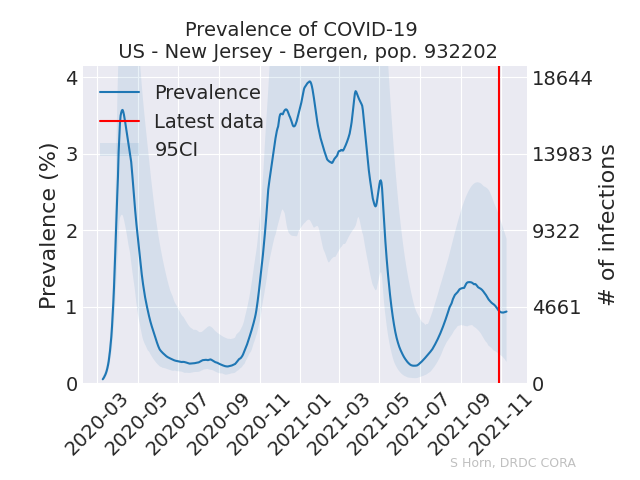 Prevalence of COVID-19
US - New Jersey - Bergen, pop. 932202
Prevalence
Latest data
95CI
Prevalence (%)
4
3
2
1
0
18644
13983
9322
4661
0
# of infections
2020-03
2020-05
2020-07
2020-09
2020-11
2021-01
2021-03
2021-05
2021-07
2021-09
2021-11
S Horn, DRDC CORA